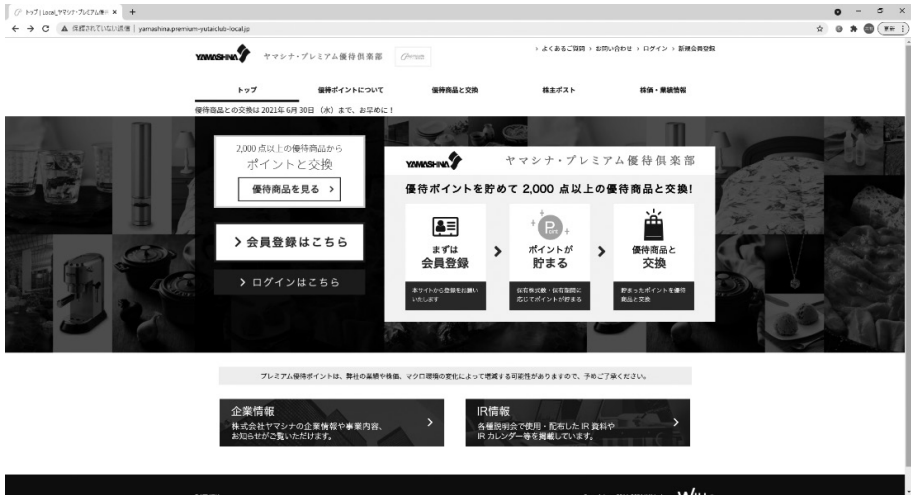 トップ | Local_ヤマシナ・プレミアム優
保護されていない通信 | yamashina.premium-yutaiclub-local.jp
YAMASHINA ヤマシナ・プレミアム優待倶楽部
› よくあるご質問 › お問い合わせ › ログイン › 新規会員登録
トップ 優待ポイントについて 優待商品と交換 株主ポスト 株価・業績情報
優待商品との交換は 2021年 6月 30日 (水) まで、お早めに!
2,000 点以上の優待商品から
ポイントと交換
優待商品を見る ›
› 会員登録はこちら
› ログインはこちら
YAMASHINA ヤマシナ・プレミアム優待倶楽部
優待ポイントを貯めて 2,000 点以上の優待商品と交換!
まずは
会員登録
本サイトから登録をお願い
いたします
ポイントが
貯まる
保有株式数・保有期間に
応じてポイントが貯まる
優待商品と
交換
貯まったポイントを優待
商品と交換
プレミアム優待ポイントは、弊社の業績や株価、マクロ環境の変化によって増減する可能性がありますので、予めご了承ください。
企業情報
株式会社ヤマシナの企業情報や事業内容、
お知らせがご覧いただけます。
IR情報
各種説明会で使用・配布した IR 資料や
IR カレンダー等を掲載しています。